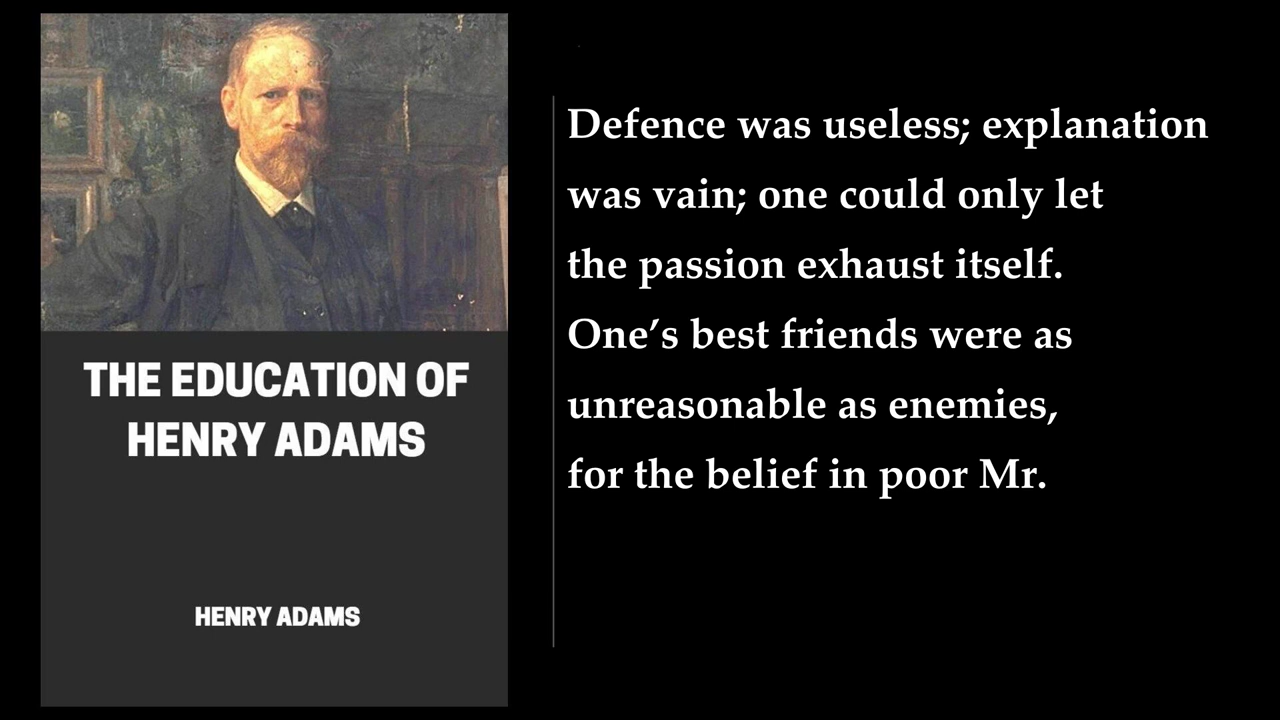 THE EDUCATION OF
HENRY ADAMS
HENRY ADAMS
Defence was useless; explanation
was vain; one could only let
the passion exhaust itself.
One’s best friends were as
unreasonable as enemies,
for the belief in poor Mr.